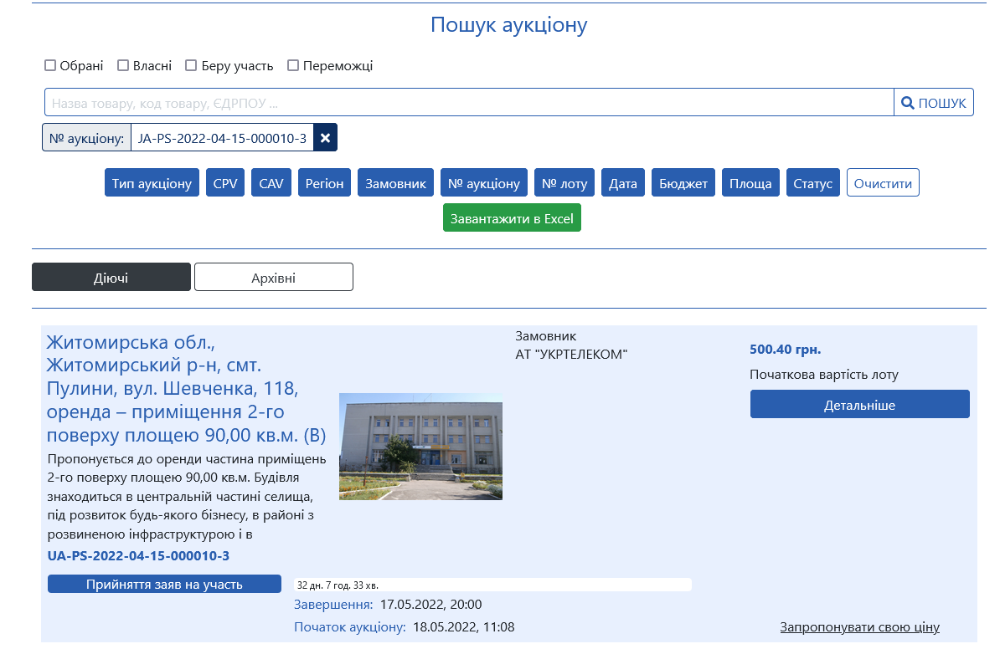 Пошук аукціону
Обрані Власні Беру участь Переможці
Назва товару, код товару, ЄДРПОУ ...
ПОШУК
№ аукціону: JA-PS-2022-04-15-000010-3
Тип аукціону CPV CAV Регіон Замовник № аукціону № лоту Дата Бюджет Площа Статус Очистити
Завантажити в Excel
Діючі Архівні
Житомирська обл.,
Житомирський р-н, смт.
Пулини, вул. Шевченка, 118,
оренда – приміщення 2-го
поверху площею 90,00 кв.м. (В)
Пропонується до оренди частина приміщень
2-го поверху площею 90,00 кв.м. Будівля
знаходиться в центральній частині селища,
під розвиток будь-якого бізнесу, в районі з
розвиненою інфраструктурою і в
UA-PS-2022-04-15-000010-3
Замовник
АТ "УКРТЕЛЕКОМ"
500.40 грн.
Початкова вартість лоту
Детальніше
Прийняття заяв на участь
32 дн. 7 год. 33 хв.
Завершення: 17.05.2022, 20:00
Початок аукціону: 18.05.2022, 11:08
Запропонувати свою ціну